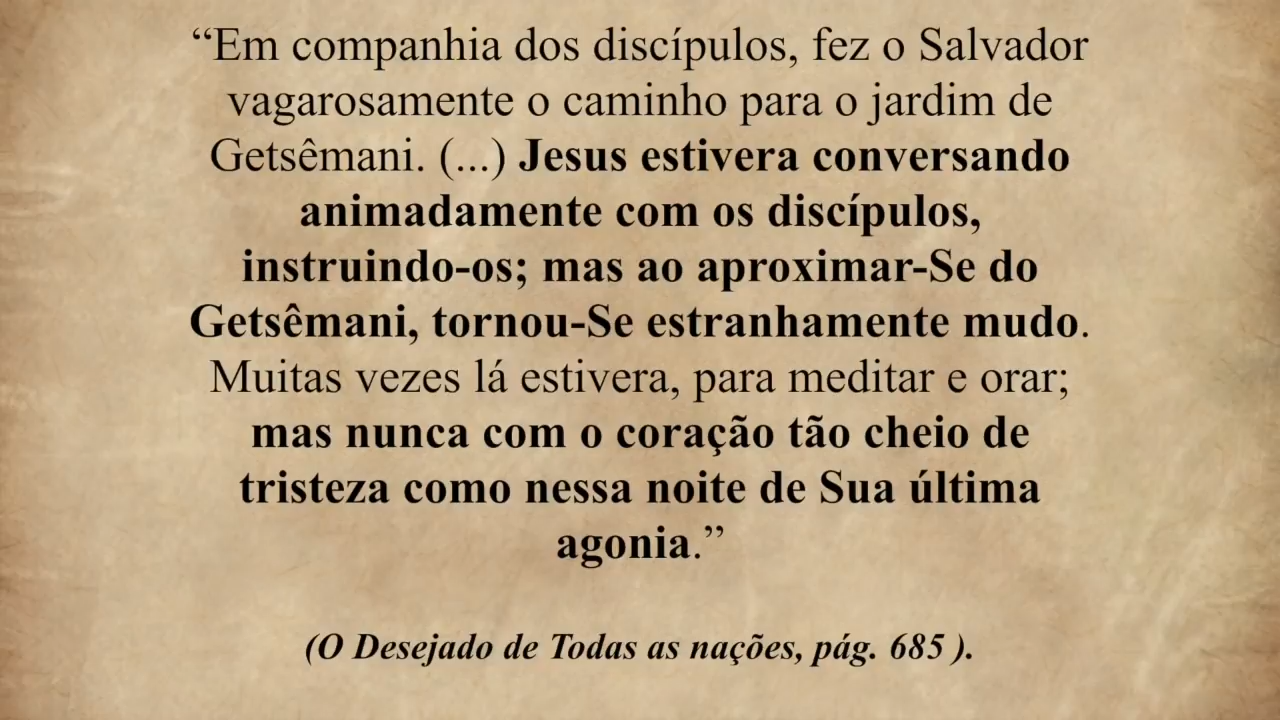 “Em companhia dos discípulos, fez o Salvador
vagarosamente o caminho para o jardim de
Getsêmani. (...) Jesus estivera conversando
animadamente com os discípulos,
instruindo-os; mas ao aproximar-Se do
Getsêmani, tornou-Se estranhamente mudo.
Muitas vezes lá estivera, para meditar e orar;
mas nunca com o coração tão cheio de
tristeza como nessa noite de Sua última
agonia.”
(O Desejado de Todas as nações, pág. 685 ).